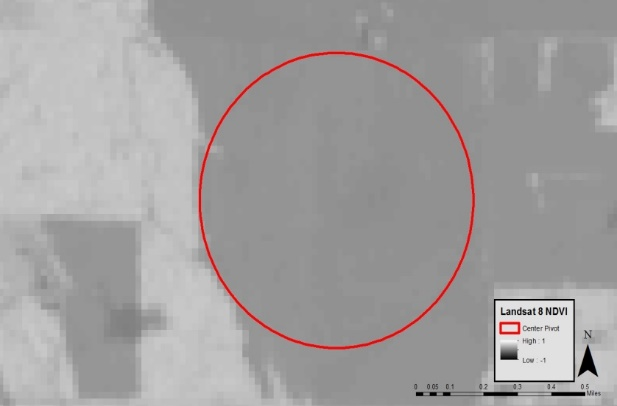 Landsat 8 NDVI
Center Pivot
High : 1
Low : -1
N
0 0.05 0.1 0.2 0.3 0.4 0.5
Miles